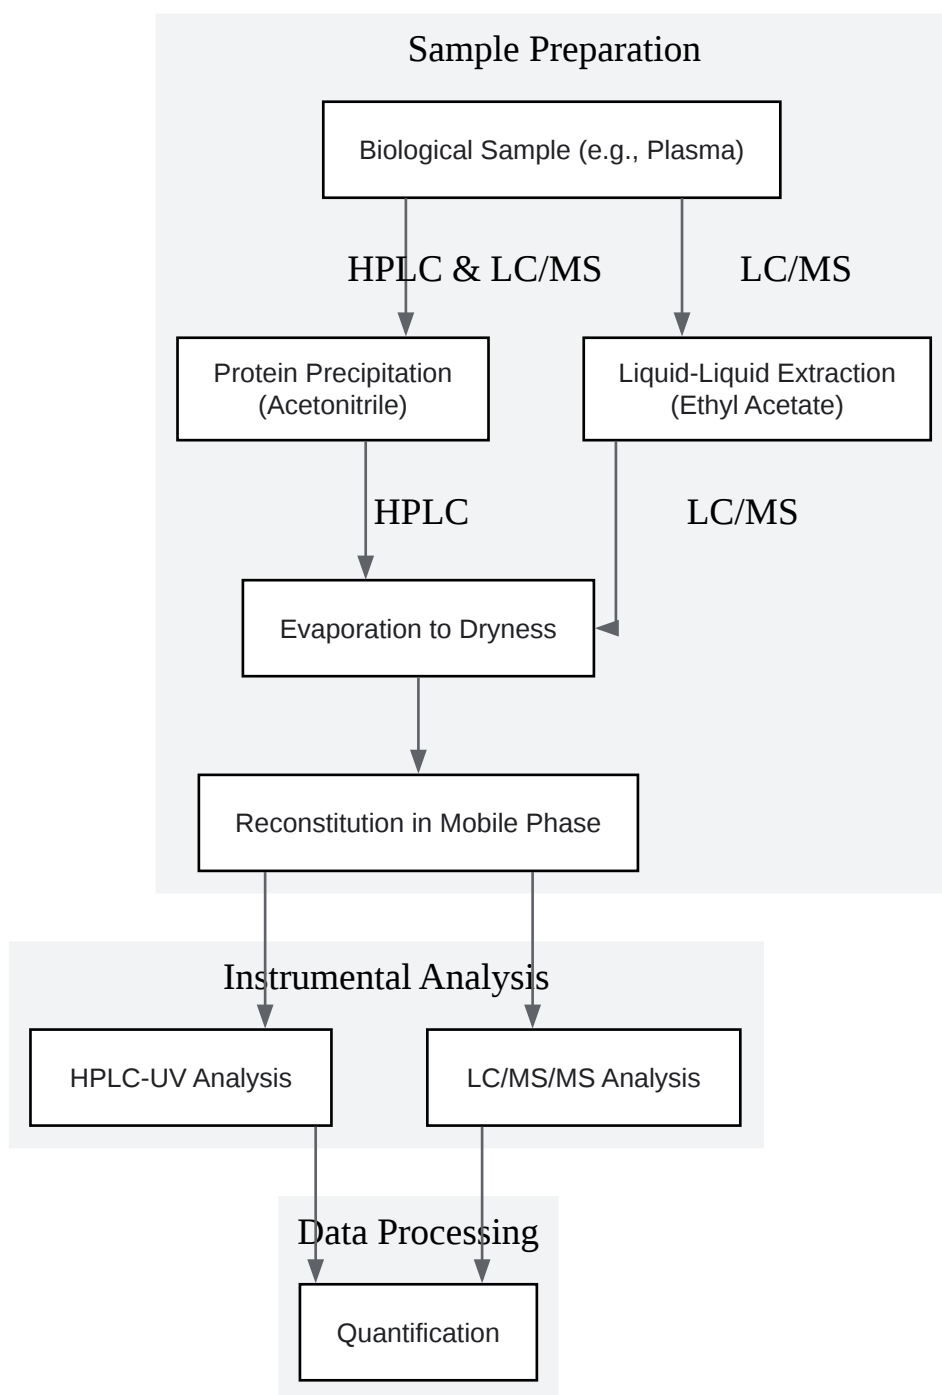 Sample Preparation
Biological Sample (e.g., Plasma)
HPLC & LC/MS
LC/MS
Protein Precipitation
(Acetonitrile)
Liquid-Liquid Extraction
(Ethyl Acetate)
HPLC
LC/MS
Evaporation to Dryness
Reconstitution in Mobile Phase
Instrumental Analysis
HPLC-UV Analysis
LC/MS/MS Analysis
Data Processing
Quantification